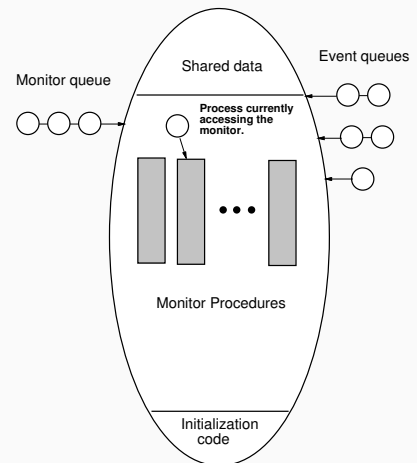 Shared data
Event queues
Monitor queue
Process currently
accessing the
monitor.
Monitor Procedures
Initialization
code